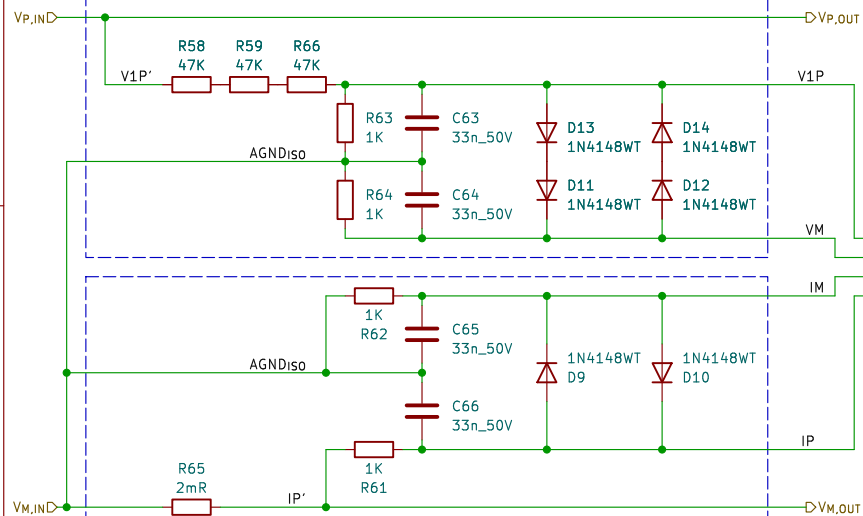 VP,IN
VP,OUT
R58 R59 R66
47K 47K 47K
V1P' V1P
R63 C63 D13 D14
1K 33n_50V 1N4148WT 1N4148WT
AGNDISO
R64 C64 D11 D12
1K 33n_50V 1N4148WT 1N4148WT
VM
IM
1K
R62
C65
33n_50V
1N4148WT 1N4148WT
D9 D10
AGNDISO
C66
33n_50V
IP
1K
R61
R65
2mR
IP'
VM,IN
VM,OUT